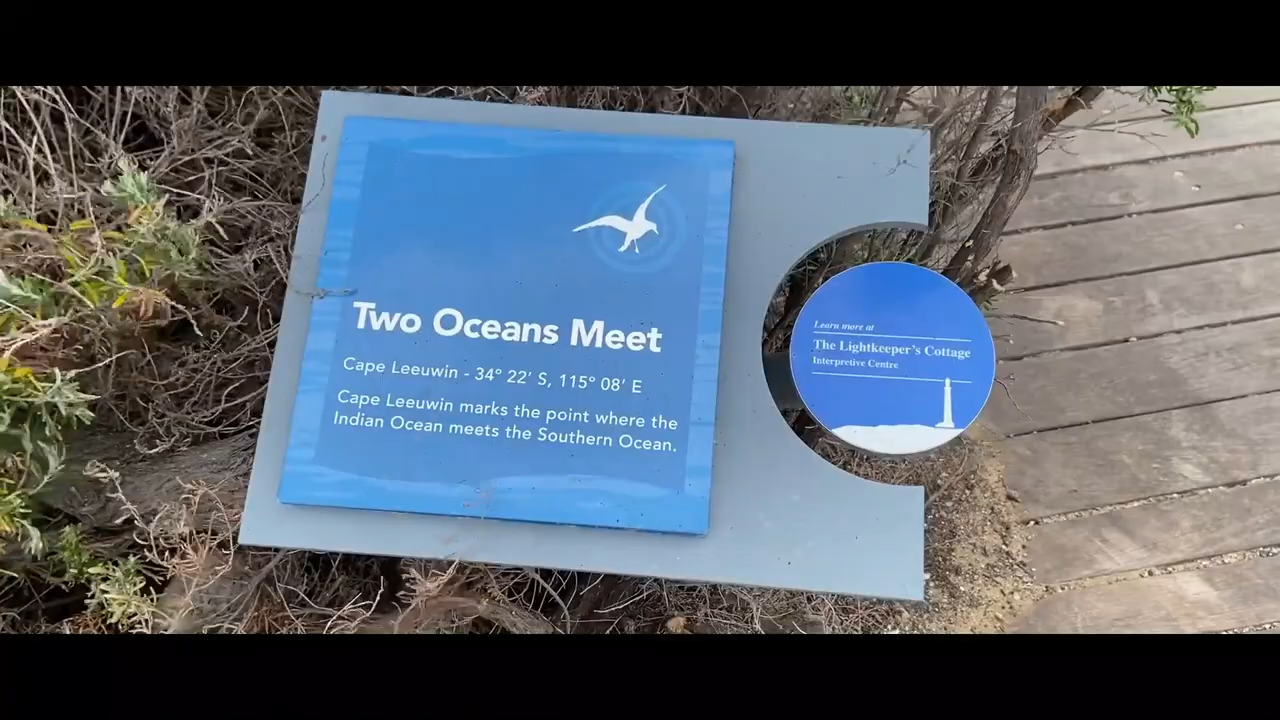 Two Oceans Meet
Cape Leeuwin - 34° 22' S, 115° 08' E
Cape Leeuwin marks the point where the
Indian Ocean meets the Southern Ocean.
Learn more at
The Lightkeeper's Cottage
Interpretive Centre